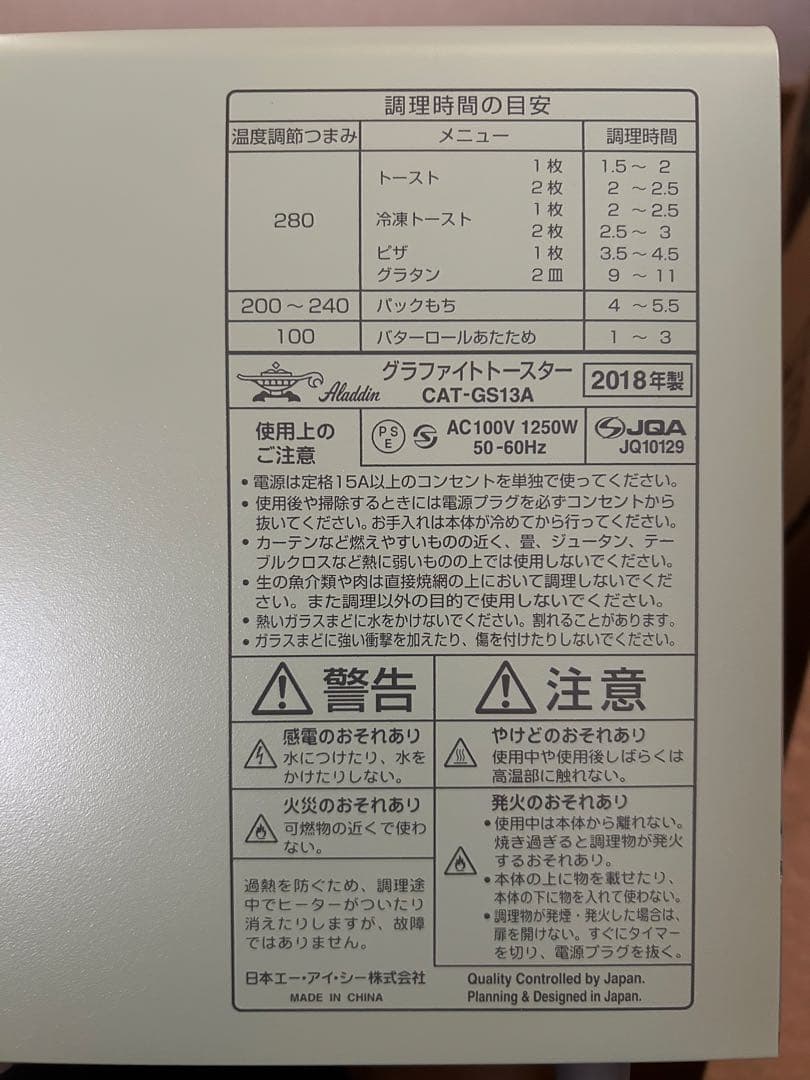 調理時間の目安
温度調節つまみ メニュー 調理時間
280
トースト 1枚 1.5～ 2
2枚 2 ～2.5
冷凍トースト 1枚 2 ～2.5
2枚 2.5～ 3
ピザ 1枚 3.5～4.5
グラタン 2皿 9 ～ 11
200～240 パックもち 4 ～5.5
100 バターロールあたため 1 ～ 3
Aladdin
グラファイトトースター
CAT-GS13A
2018年製
使用上の
ご注意
PSE
AC100V 1250W
50-60Hz
JQA
JQ10129
• 電源は定格15A以上のコンセントを単独で使ってください。
• 使用後や掃除するときには電源プラグを必ずコンセントから
抜いてください。お手入れは本体が冷めてから行ってください。
• カーテンなど燃えやすいものの近く、畳、ジュータン、テー
ブルクロスなど熱に弱いものの上では使用しないでください。
• 生の魚介類や肉は直接焼網の上において調理しないでくだ
さい。また調理以外の目的で使用しないでください。
• 熱いガラスまどに水をかけないでください。割れることがあります。
• ガラスまどに強い衝撃を加えたり、傷を付けたりしないでください。
警告
感電のおそれあり
水につけたり、水を
かけたりしない。
火災のおそれあり
可燃物の近くで使わ
ない。
過熱を防ぐため、調理途
中でヒーターがついたり
消えたりしますが、故障
ではありません。
注意
やけどのおそれあり
使用中や使用後しばらくは
高温部に触れない。
発火のおそれあり
• 使用中は本体から離れない。
焼き過ぎると調理物が発火
するおそれあり。
• 本体の上に物を載せたり、
本体の下に物を入れて使わない。
• 調理物が発煙・発火した場合は、
扉を開けない。すぐにタイマー
を切り、電源プラグを抜く。
日本エー・アイ・シー株式会社
MADE IN CHINA
Quality Controlled by Japan.
Planning & Designed in Japan.